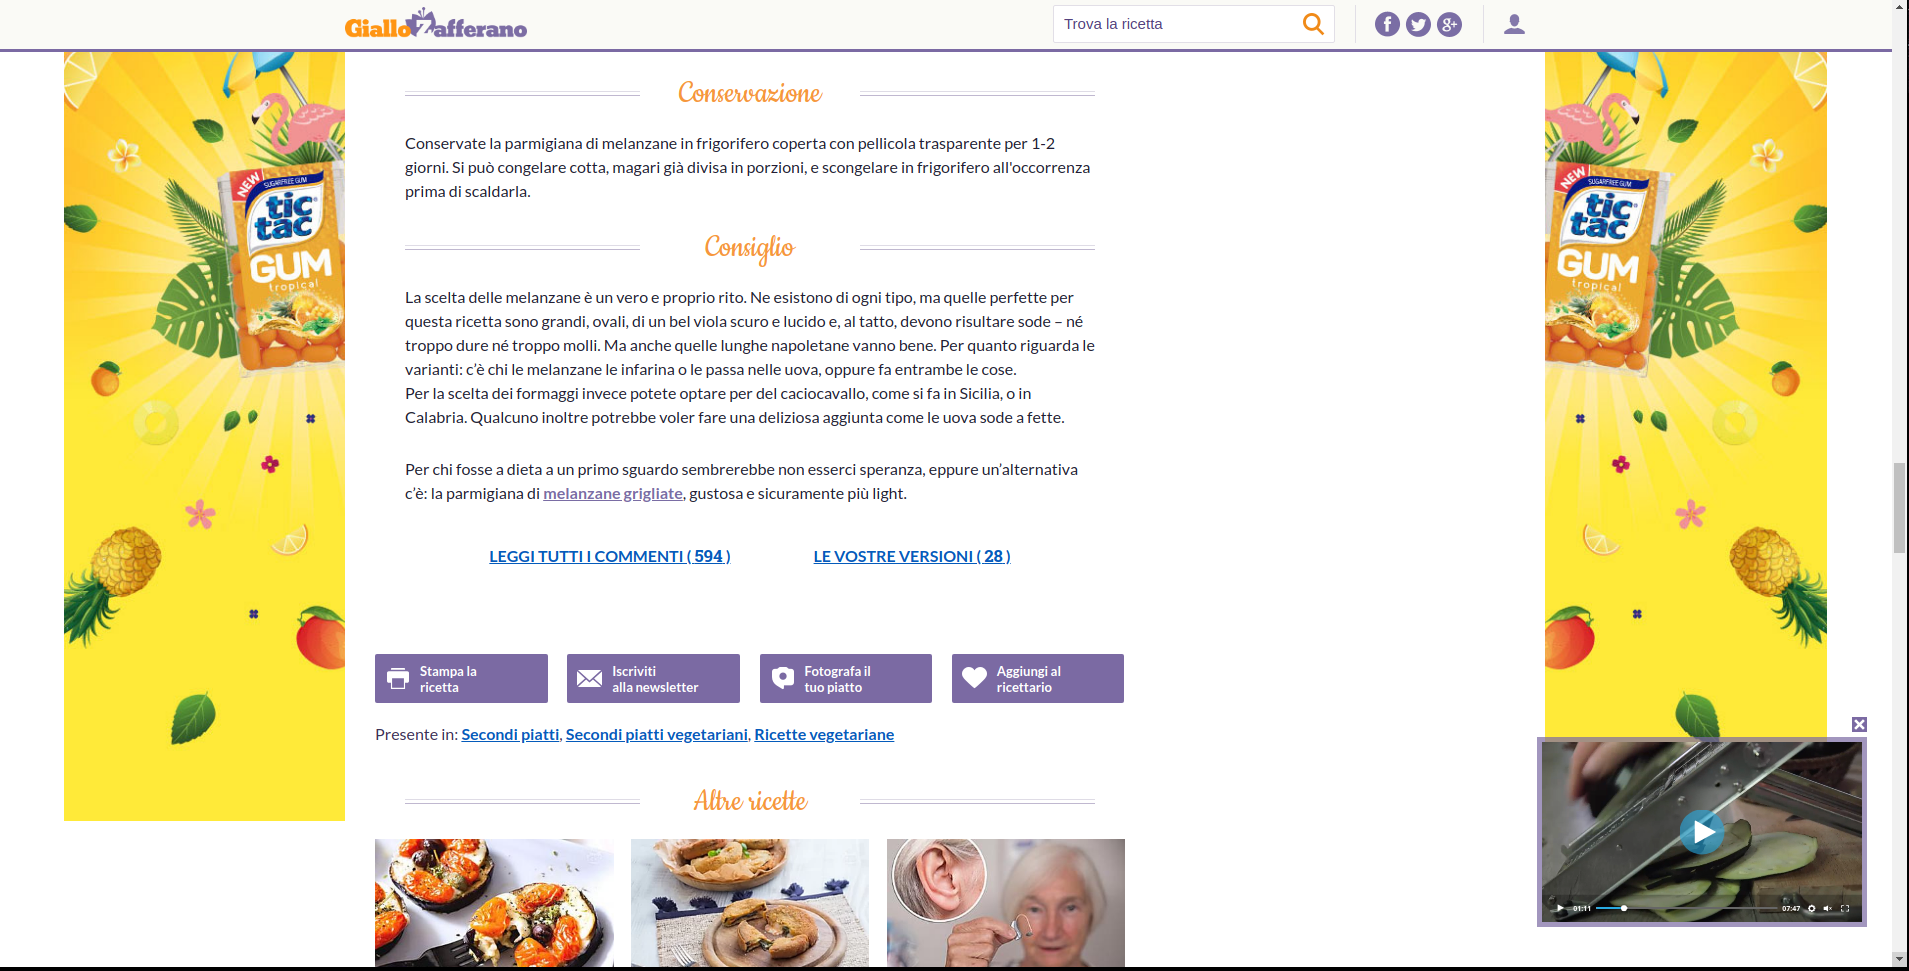 GialloZafferano
Trova la ricetta
Conservazione
Conservate la parmigiana di melanzane in frigorifero coperta con pellicola trasparente per 1-2
giorni. Si può congelare cotta, magari già divisa in porzioni, e scongelare in frigorifero all'occorrenza
prima di scaldarla.
Consiglio
La scelta delle melanzane è un vero e proprio rito. Ne esistono di ogni tipo, ma quelle perfette per
questa ricetta sono grandi, ovali, di un bel viola scuro e lucido e, al tatto, devono risultare sode – né
troppo dure né troppo molli. Ma anche quelle lunghe napoletane vanno bene. Per quanto riguarda le
varianti: c’è chi le melanzane le infarina o le passa nelle uova, oppure fa entrambe le cose.
Per la scelta dei formaggi invece potete optare per del caciocavallo, come si fa in Sicilia, o in
Calabria. Qualcuno inoltre potrebbe voler fare una deliziosa aggiunta come le uova sode a fette.
Per chi fosse a dieta a un primo sguardo sembrerebbe non esserci speranza, eppure un’alternativa
c’è: la parmigiana di melanzane grigliate, gustosa e sicuramente più light.
LEGGI TUTTI I COMMENTI ( 594 )
LE VOSTRE VERSIONI ( 28 )
Stampa la
ricetta
Iscriviti
alla newsletter
Fotografa il
tuo piatto
Aggiungi al
ricettario
Presente in: Secondi piatti, Secondi piatti vegetariani, Ricette vegetariane
Altre ricette
NEW
SUGARFREE GUM
tic
tac
GUM
tropical
NEW
SUGARFREE GUM
tic
tac
GUM
tropical
01:11
07:47